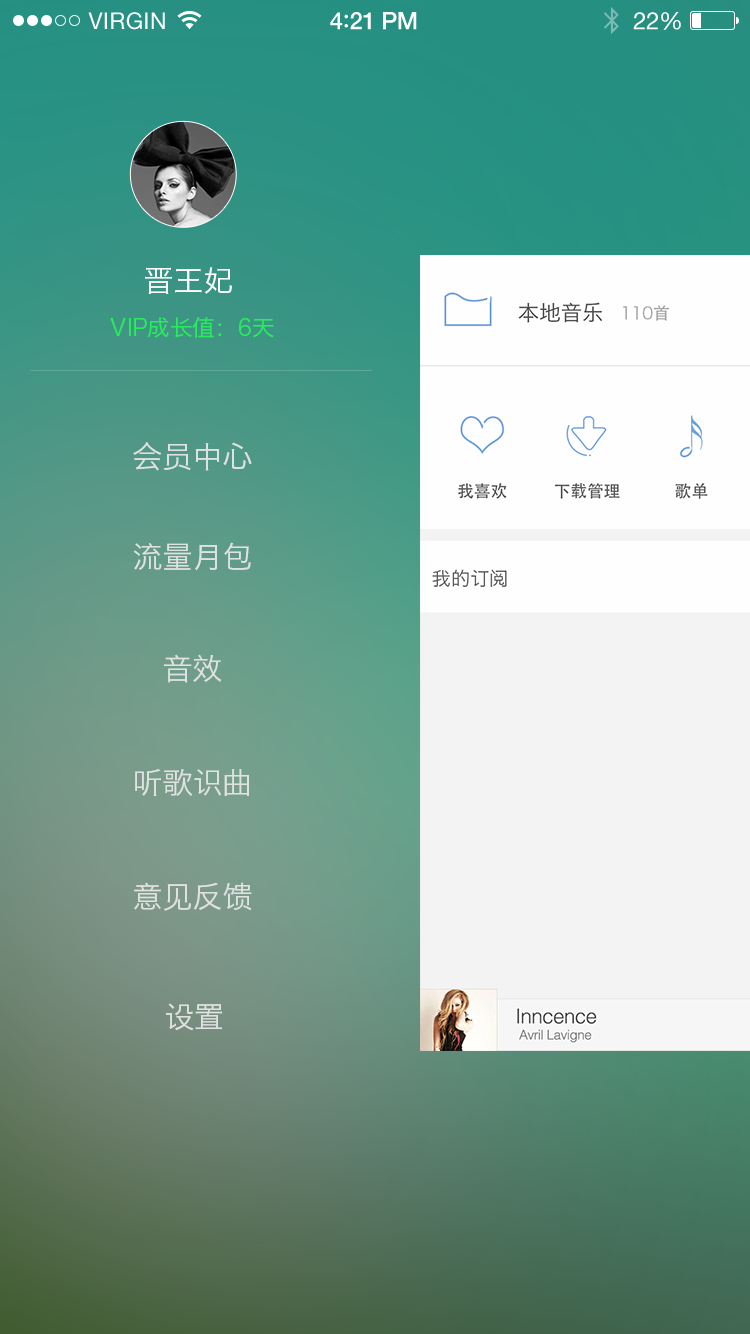 VIRGIN 4:21 PM 22%
晋王妃
VIP成长值：6天
会员中心
流量月包
音效
听歌识曲
意见反馈
设置
本地音乐 110首
我喜欢 下载管理 歌单
我的订阅
Inncence
Avril Lavigne